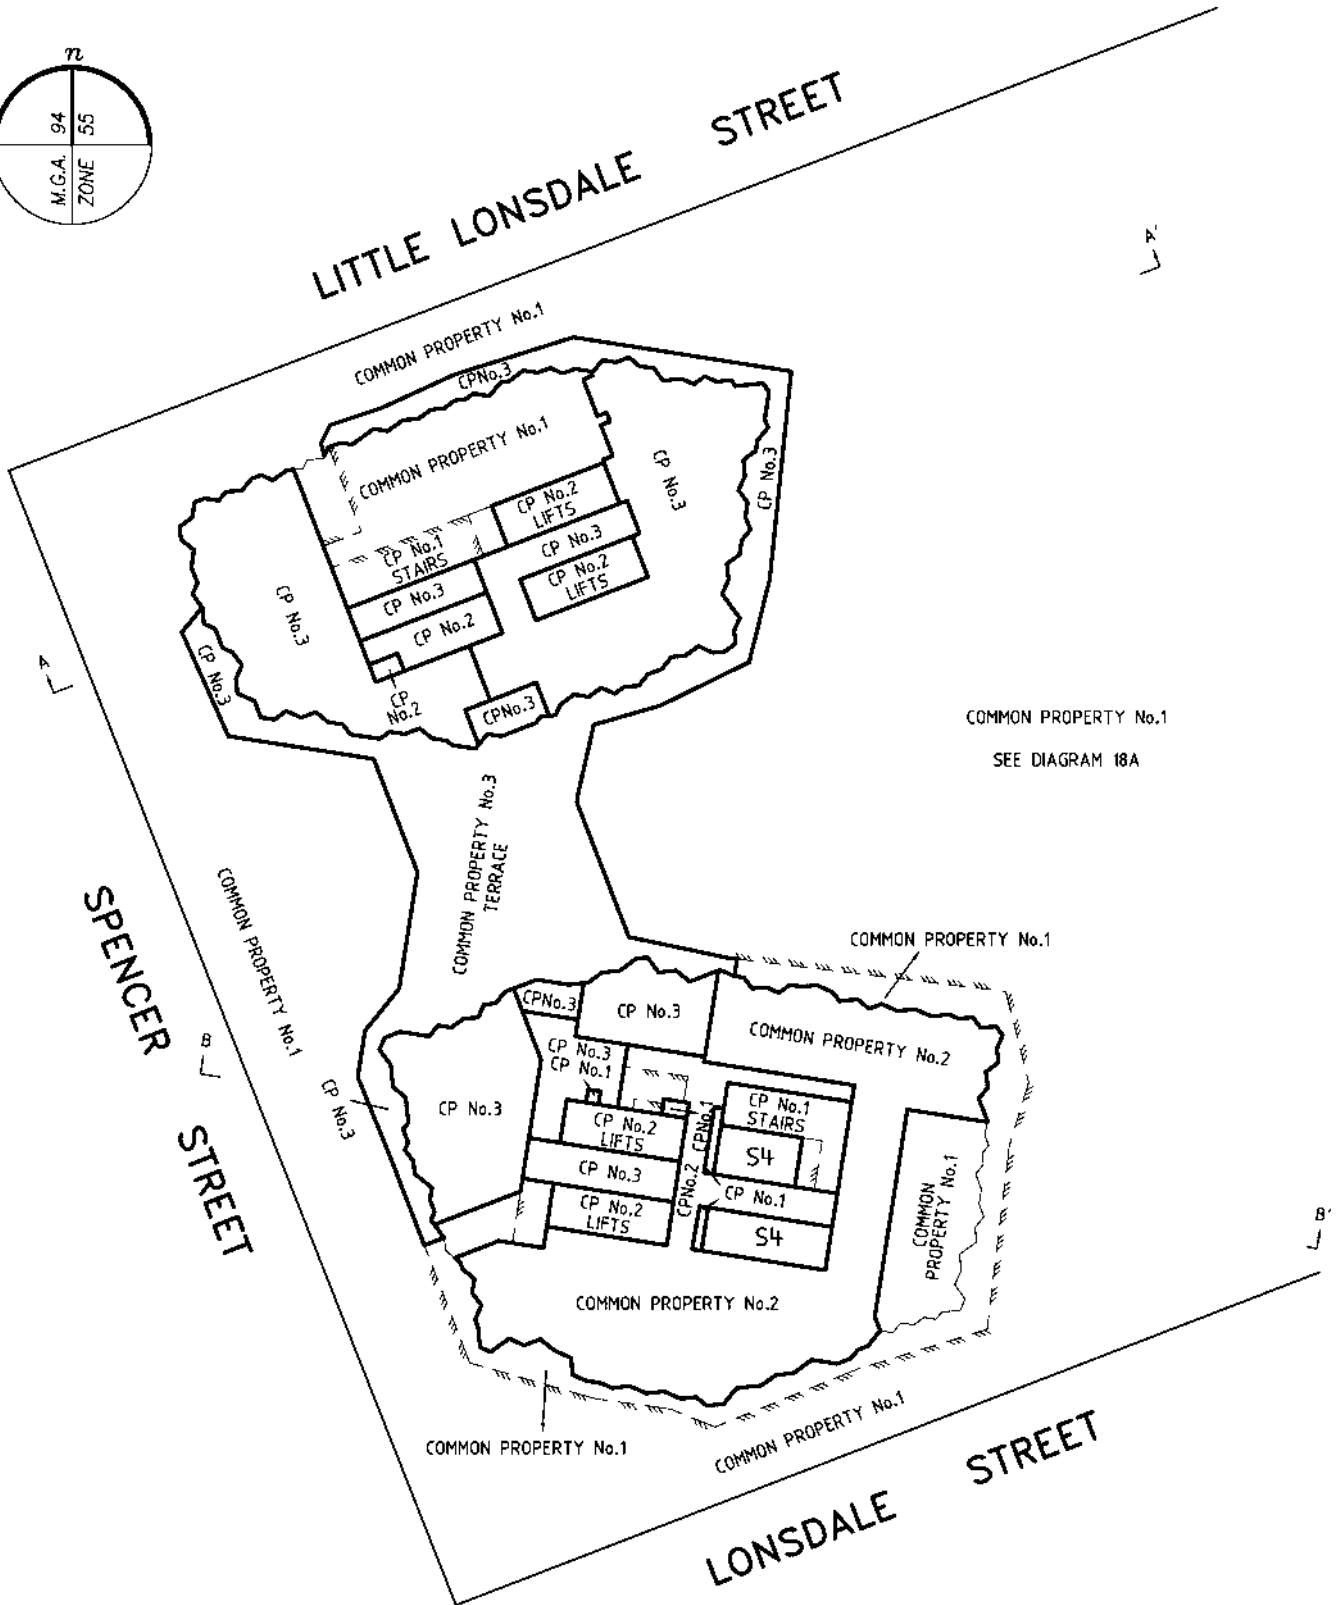 n
M.G.A. 94
ZONE 55
LITTLE LONSDALE STREET
A'
COMMON PROPERTY No.1
CPNo.3
COMMON PROPERTY No.1
CP No.3
CP No.3
CP No.2
LIFTS
CP No.1
STAIRS
CP No.3
CP No.2
LIFTS
CP No.3
CP No.3
CP No.2
A
CP No.3
CP
No.2
CPNo.3
COMMON PROPERTY No.1
SEE DIAGRAM 18A
COMMON PROPERTY No.3
TERRACE
SPENCER STREET
COMMON PROPERTY No.1
COMMON PROPERTY No.1
B
CPNo.3
CP No.3
COMMON PROPERTY No.2
CP No.3
CP No.1
CP No.3
CP No.3
CP No.1
STAIRS
CP No.2
LIFTS
CPNo.1
S4
CP No.3
CPNo.2
CP No.1
COMMON
PROPERTY No.1
CP No.2
LIFTS
S4
B'
COMMON PROPERTY No.2
COMMON PROPERTY No.1
COMMON PROPERTY No.1
LONSDALE STREET